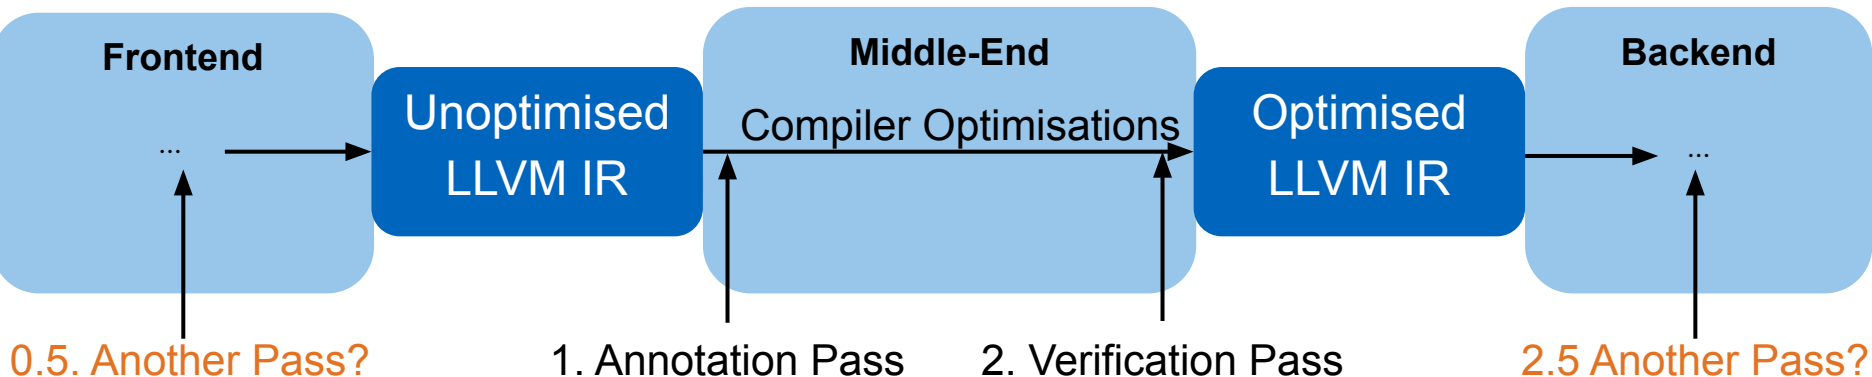 Frontend
Middle-End
Backend
Unoptimised
LLVM IR
Compiler Optimisations
Optimised
LLVM IR
...
...
0.5. Another Pass?
1. Annotation Pass
2. Verification Pass
2.5 Another Pass?